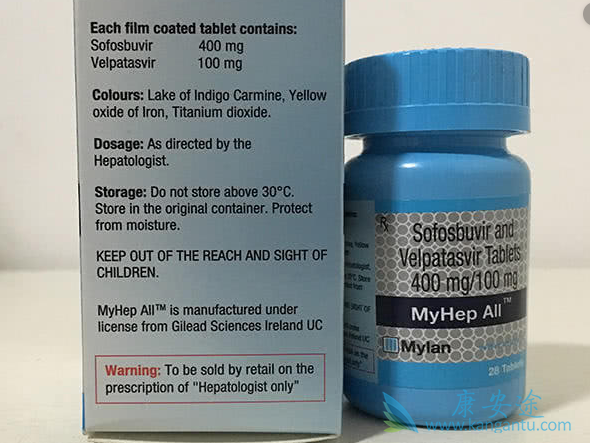 Each film coated tablet contains:
Sofosbuvir 400 mg
Velpatasvir 100 mg
Colours: Lake of Indigo Carmine, Yellow
oxide of Iron, Titanium dioxide.
Dosage: As directed by the
Hepatologist.
Storage: Do not store above 30°C.
Store in the original container. Protect
from moisture.
KEEP OUT OF THE REACH AND SIGHT OF
CHILDREN.
MyHep All™ is manufactured under
license from Gilead Sciences Ireland UC
Warning: To be sold by retail on the
prescription of "Hepatologist only"
Rx
Sofosbuvir and
Velpatasvir Tablets
400 mg/100 mg
MyHep All™
Mylan
28 Tablets
康安途
www.kangantu.com